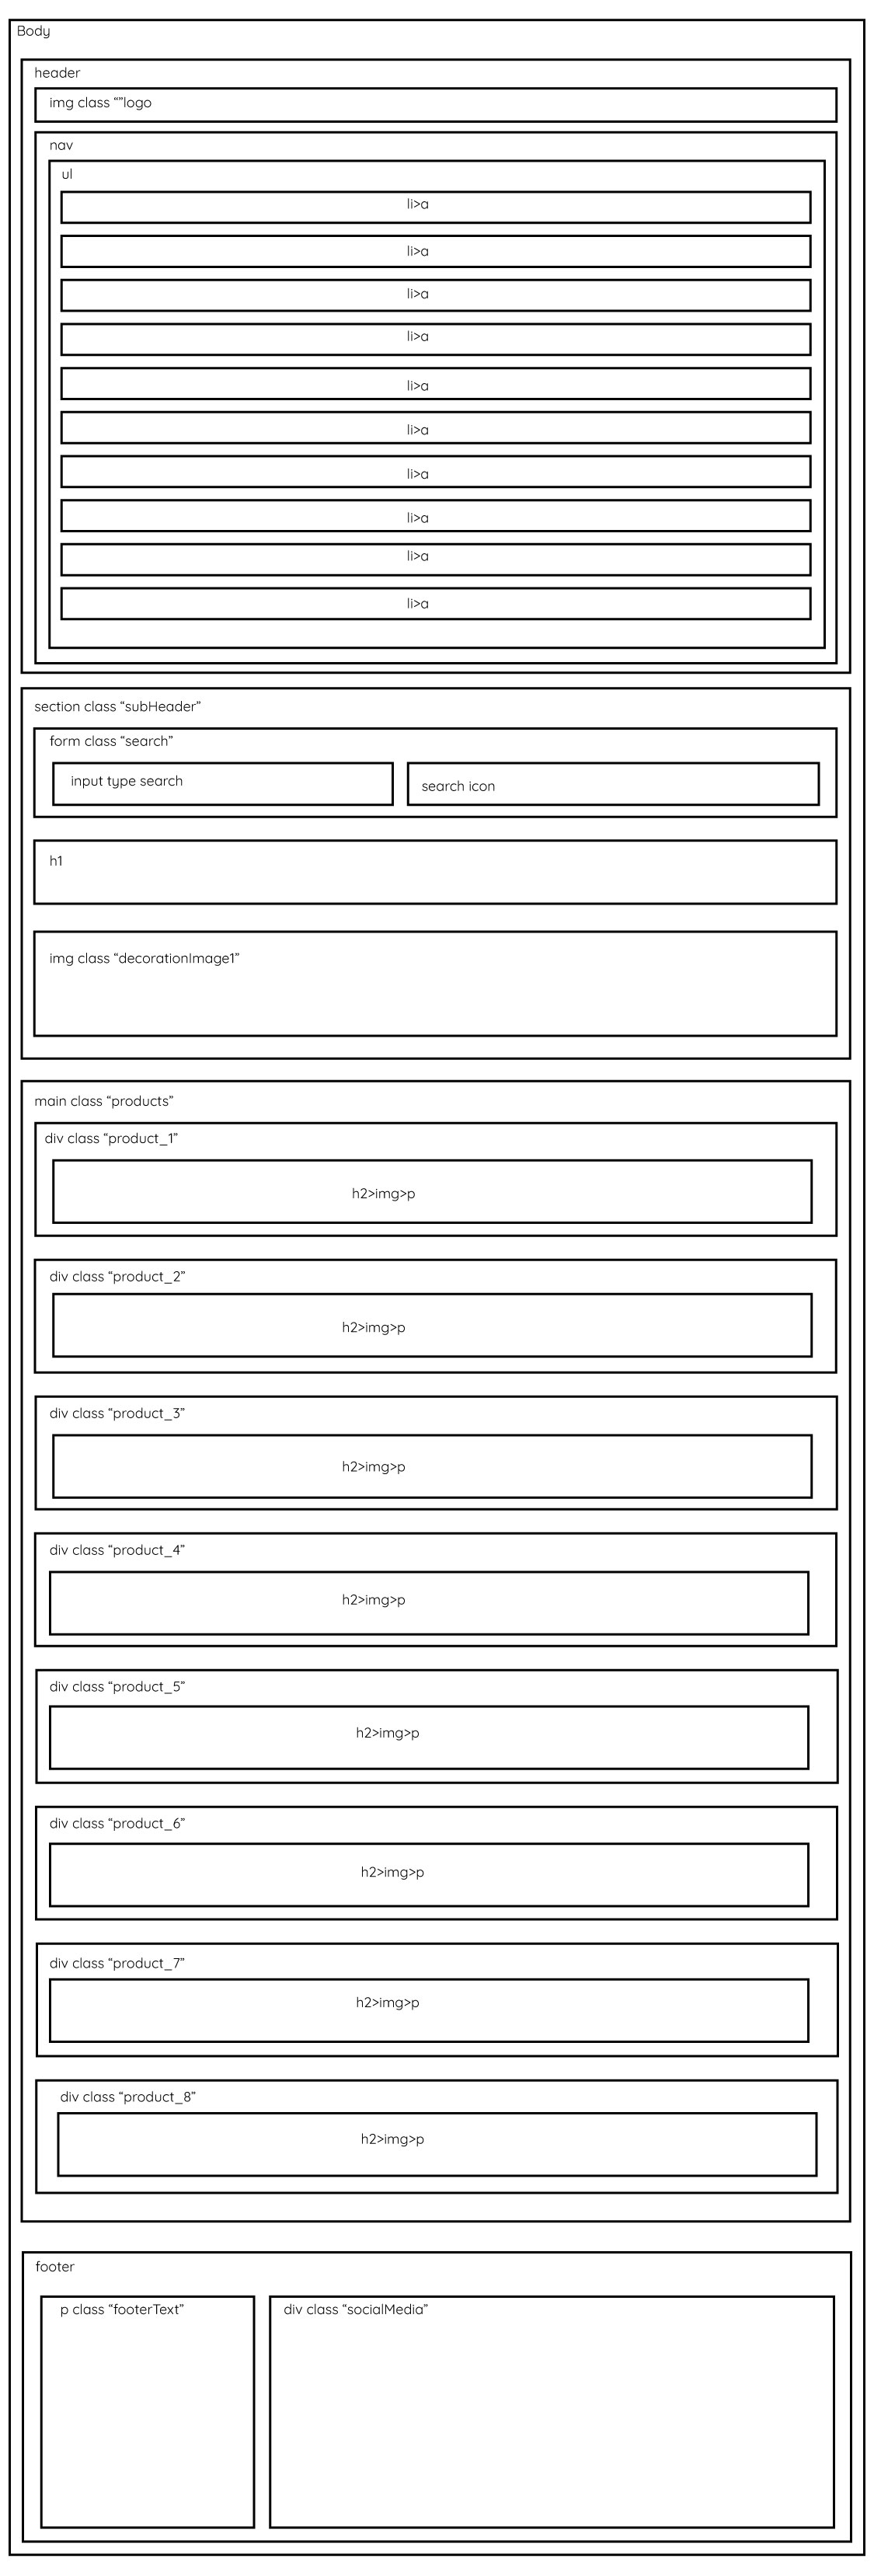 Body
header
img class “”logo
nav
ul
li>a
li>a
li>a
li>a
li>a
li>a
li>a
li>a
li>a
li>a
section class “subHeader”
form class “search”
input type search
search icon
h1
img class “decorationImage1”
main class “products”
div class “product_1”
h2>img>p
div class “product_2”
h2>img>p
div class “product_3”
h2>img>p
div class “product_4”
h2>img>p
div class “product_5”
h2>img>p
div class “product_6”
h2>img>p
div class “product_7”
h2>img>p
div class “product_8”
h2>img>p
footer
p class “footerText”
div class “socialMedia”